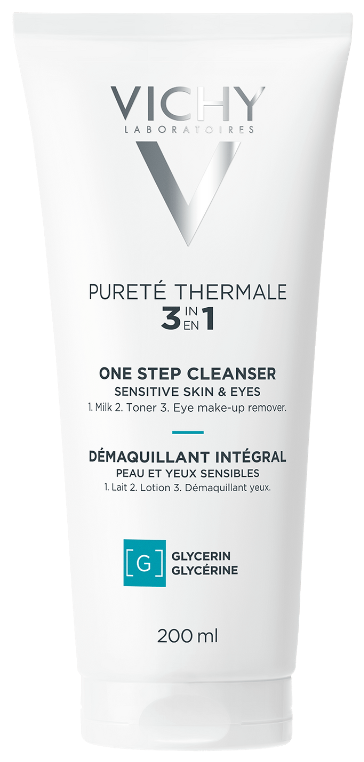 VICHY
LABORATOIRES
PURETÉ THERMALE
3 IN EN 1
ONE STEP CLEANSER
SENSITIVE SKIN & EYES
1. Milk 2. Toner 3. Eye make-up remover.
DÉMAQUILLANT INTÉGRAL
PEAU ET YEUX SENSIBLES
1. Lait 2. Lotion 3. Démaquillant yeux.
[G] GLYCERIN
GLYCÉRINE
200 ml